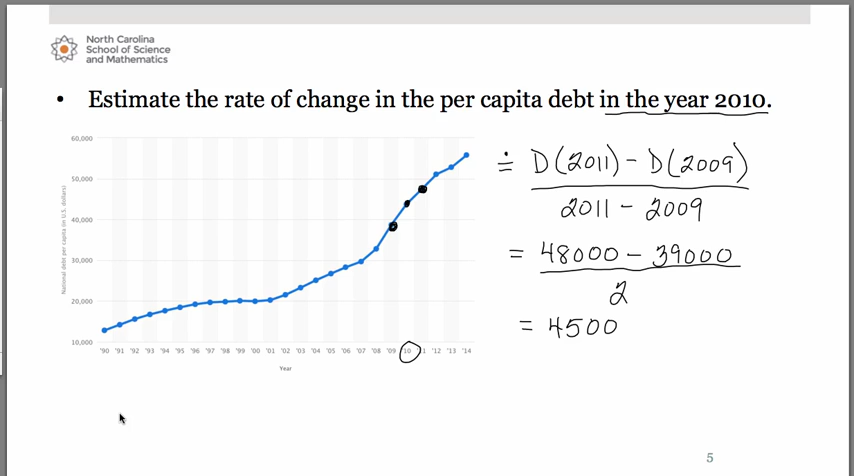 North Carolina
School of Science
and Mathematics
• Estimate the rate of change in the per capita debt in the year 2010.
National debt per capita (in U.S. dollars)
60,000
50,000
40,000
30,000
20,000
10,000
'90 '91 '92 '93 '94 '95 '96 '97 '98 '99 '00 '01 '02 '03 '04 '05 '06 '07 '08 '09 '10 '11 '12 '13 '14
Year
≐ D(2011) - D(2009)
2011 - 2009
= 48000 - 39000
2
= 4500
5